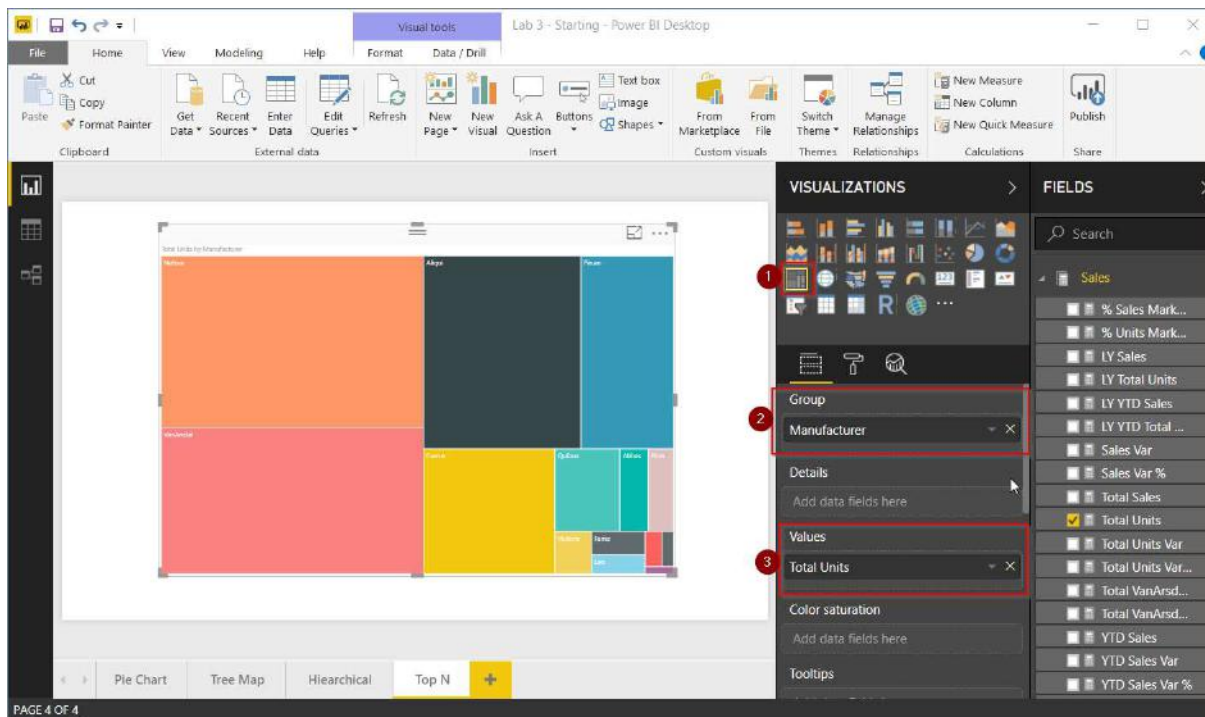 Visual tools
Lab 3 - Starting - Power BI Desktop
File
Home
View
Modeling
Help
Format
Data / Drill
Paste
Cut
Copy
Format Painter
Get Data
Recent Sources
Enter Data
Edit Queries
Refresh
New Page
New Visual
Ask A Question
Buttons
Text box
Image
Shapes
From Marketplace
From File
Switch Theme
Manage Relationships
New Measure
New Column
New Quick Measure
Publish
Clipboard
External data
Insert
Custom visuals
Themes
Relationships
Calculations
Share
Total Units by Manufacturer
Natura
Aliqui
Pirum
VanArsdel
Quibus
Abbas
Fama
Leo
VISUALIZATIONS
1
123
R
2
Group
Manufacturer
Details
Add data fields here
3
Values
Total Units
Color saturation
Add data fields here
Tooltips
FIELDS
Search
Sales
% Sales Mark...
% Units Mark...
LY Sales
LY Total Units
LY YTD Sales
LY YTD Total ...
Sales Var
Sales Var %
Total Sales
Total Units
Total Units Var
Total Units Var...
Total VanArsd...
Total VanArsd...
YTD Sales
YTD Sales Var
YTD Sales Var %
Pie Chart
Tree Map
Hiearchical
Top N
PAGE 4 OF 4